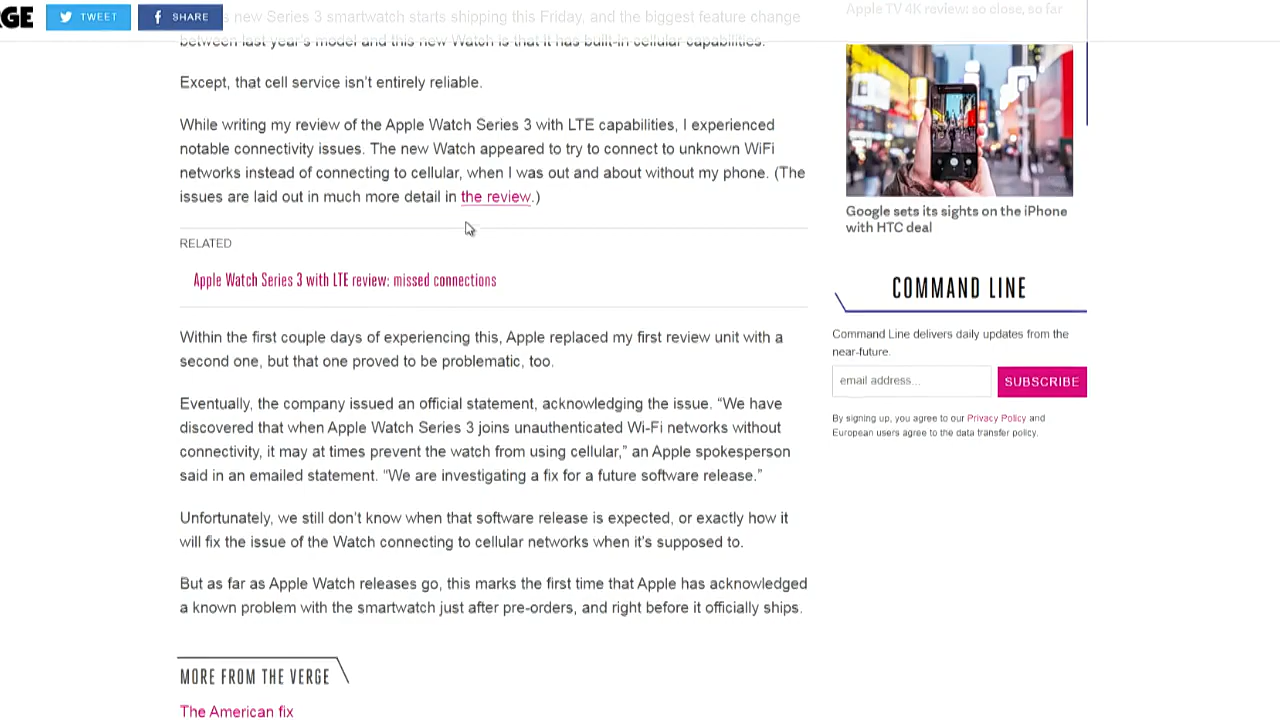 RGE
TWEET
SHARE
s new Series 3 smartwatch starts shipping this Friday, and the biggest feature change
between last year's model and this new Watch is that it has built-in cellular capabilities.
Except, that cell service isn't entirely reliable.
While writing my review of the Apple Watch Series 3 with LTE capabilities, I experienced
notable connectivity issues. The new Watch appeared to try to connect to unknown WiFi
networks instead of connecting to cellular, when I was out and about without my phone. (The
issues are laid out in much more detail in the review.)
RELATED
Apple Watch Series 3 with LTE review: missed connections
Within the first couple days of experiencing this, Apple replaced my first review unit with a
second one, but that one proved to be problematic, too.
Eventually, the company issued an official statement, acknowledging the issue. “We have
discovered that when Apple Watch Series 3 joins unauthenticated Wi-Fi networks without
connectivity, it may at times prevent the watch from using cellular,” an Apple spokesperson
said in an emailed statement. “We are investigating a fix for a future software release.”
Unfortunately, we still don't know when that software release is expected, or exactly how it
will fix the issue of the Watch connecting to cellular networks when it's supposed to.
But as far as Apple Watch releases go, this marks the first time that Apple has acknowledged
a known problem with the smartwatch just after pre-orders, and right before it officially ships.
MORE FROM THE VERGE
The American fix
Apple TV 4K review: so close, so far
Google sets its sights on the iPhone
with HTC deal
COMMAND LINE
Command Line delivers daily updates from the
near-future.
email address...
SUBSCRIBE
By signing up, you agree to our Privacy Policy and
European users agree to the data transfer policy.